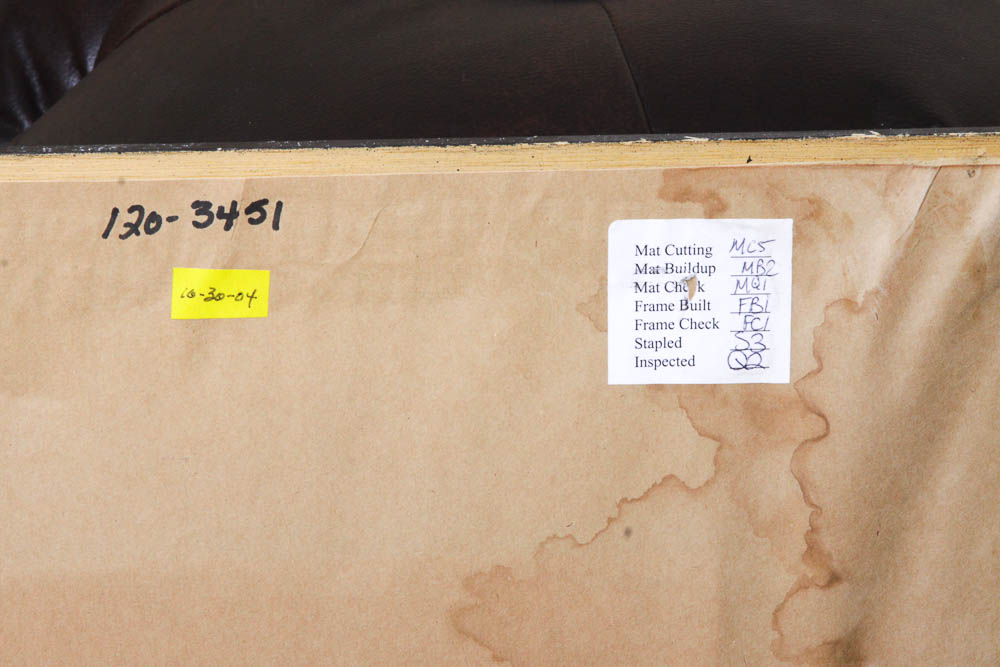 120-3451
10-30-04
Mat Cutting MC5
Mat Buildup MB2
Mat Check MQ1
Frame Built FB1
Frame Check FC1
Stapled S3
Inspected Q2